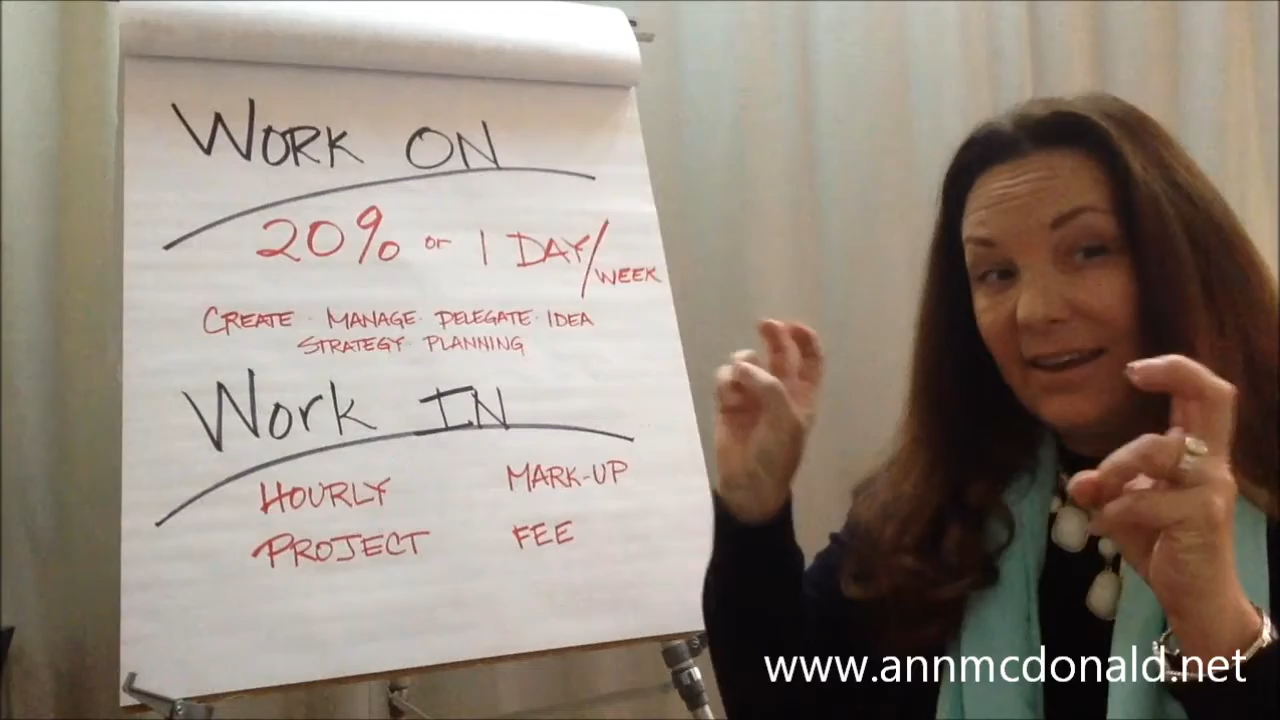 WORK ON
20% or 1 DAY/WEEK
CREATE · MANAGE · DELEGATE · IDEA
STRATEGY · PLANNING
Work IN
HOURLY MARK-UP
PROJECT FEE
www.annmcdonald.net